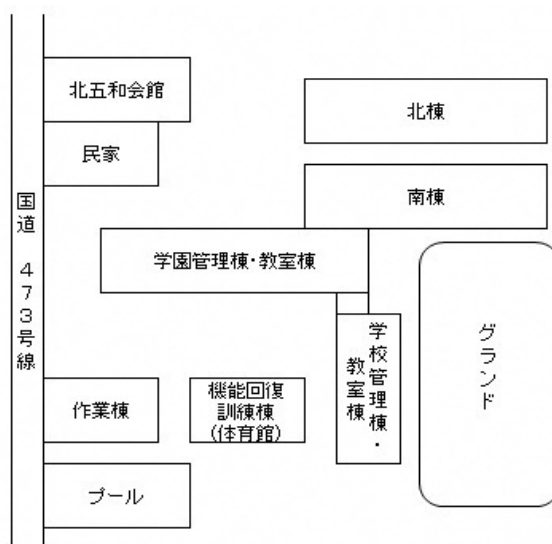 北五和会館
北棟
民家
南棟
国道 473号線
学園管理棟・教室棟
グランド
学校管理棟・
教室棟
作業棟
機能回復
訓練棟
(体育館)
プール